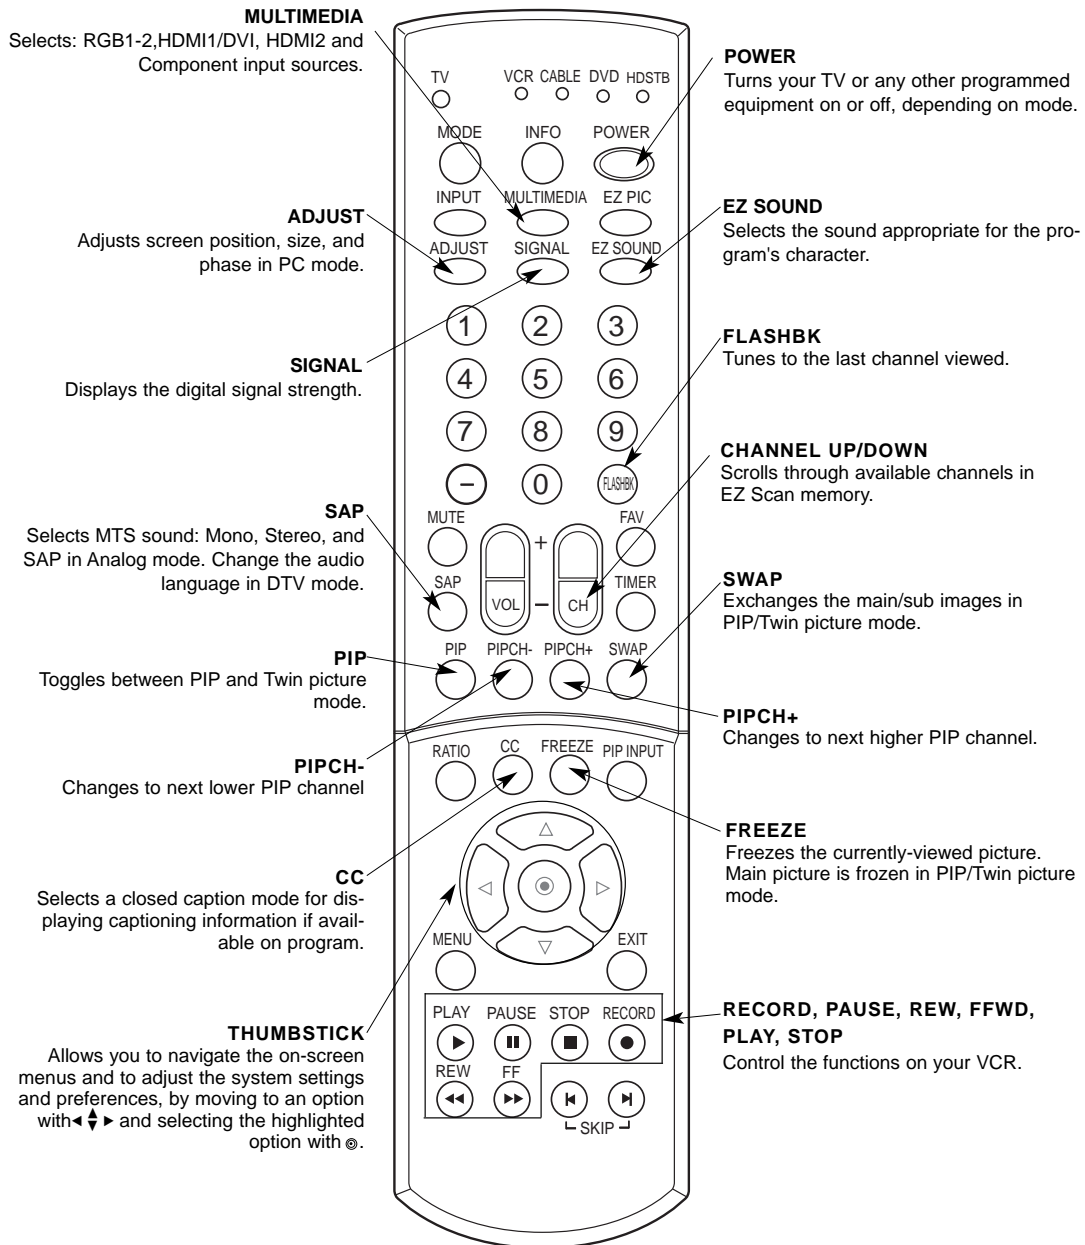 MULTIMEDIA
Selects: RGB1-2,HDMI1/DVI, HDMI2 and
Component input sources.
ADJUST
Adjusts screen position, size, and
phase in PC mode.
SIGNAL
Displays the digital signal strength.
SAP
Selects MTS sound: Mono, Stereo, and
SAP in Analog mode. Change the audio
language in DTV mode.
PIP
Toggles between PIP and Twin picture
mode.
PIPCH-
Changes to next lower PIP channel
CC
Selects a closed caption mode for dis-
playing captioning information if avail-
able on program.
THUMBSTICK
Allows you to navigate the on-screen
menus and to adjust the system settings
and preferences, by moving to an option
with◄▲▼► and selecting the highlighted
option with ◎.
TV VCR CABLE DVD HDSTB
MODE INFO POWER
INPUT MULTIMEDIA EZ PIC
ADJUST SIGNAL EZ SOUND
1 2 3
4 5 6
7 8 9
– 0 FLASHBK
MUTE + FAV
SAP VOL – CH TIMER
PIP PIPCH- PIPCH+ SWAP
RATIO CC FREEZE PIP INPUT
MENU EXIT
PLAY PAUSE STOP RECORD
REW FF
SKIP
POWER
Turns your TV or any other programmed
equipment on or off, depending on mode.
EZ SOUND
Selects the sound appropriate for the pro-
gram's character.
FLASHBK
Tunes to the last channel viewed.
CHANNEL UP/DOWN
Scrolls through available channels in
EZ Scan memory.
SWAP
Exchanges the main/sub images in
PIP/Twin picture mode.
PIPCH+
Changes to next higher PIP channel.
FREEZE
Freezes the currently-viewed picture.
Main picture is frozen in PIP/Twin picture
mode.
RECORD, PAUSE, REW, FFWD,
PLAY, STOP
Control the functions on your VCR.